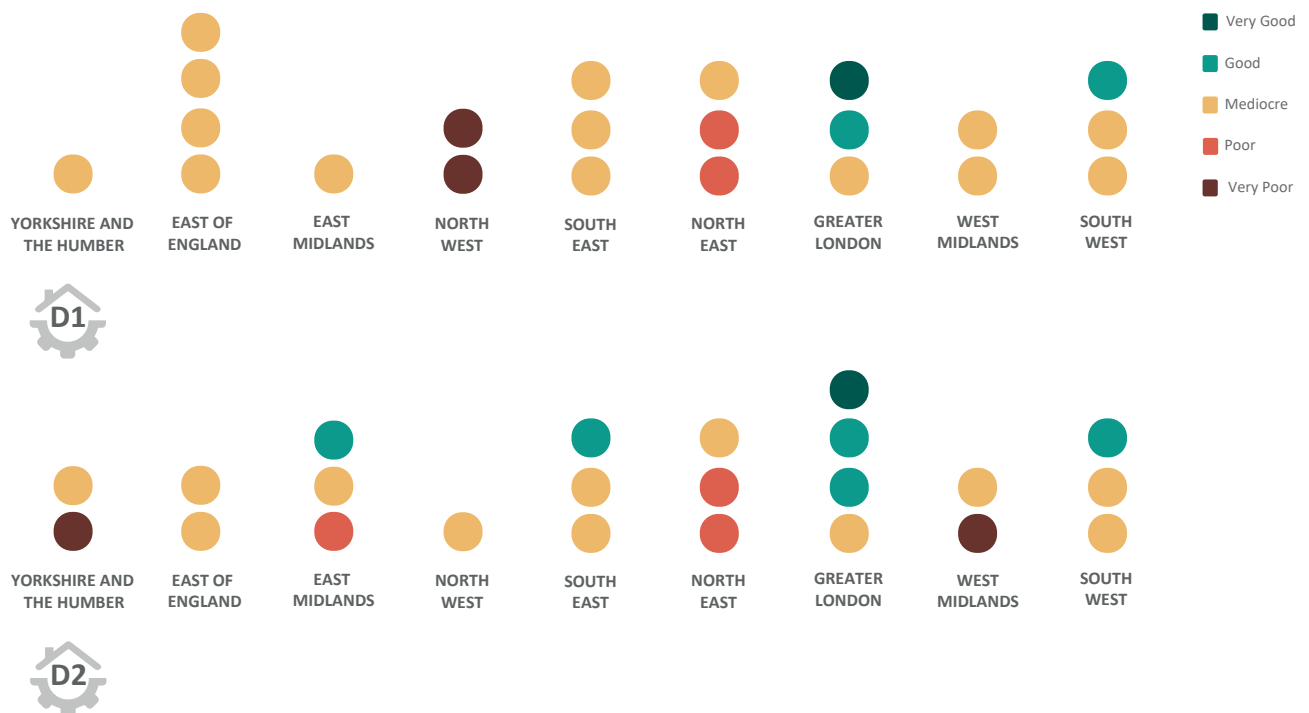 Very Good
Good
Mediocre
Poor
Very Poor
YORKSHIRE AND
THE HUMBER
EAST OF
ENGLAND
EAST
MIDLANDS
NORTH
WEST
SOUTH
EAST
NORTH
EAST
GREATER
LONDON
WEST
MIDLANDS
SOUTH
WEST
D1
YORKSHIRE AND
THE HUMBER
EAST OF
ENGLAND
EAST
MIDLANDS
NORTH
WEST
SOUTH
EAST
NORTH
EAST
GREATER
LONDON
WEST
MIDLANDS
SOUTH
WEST
D2